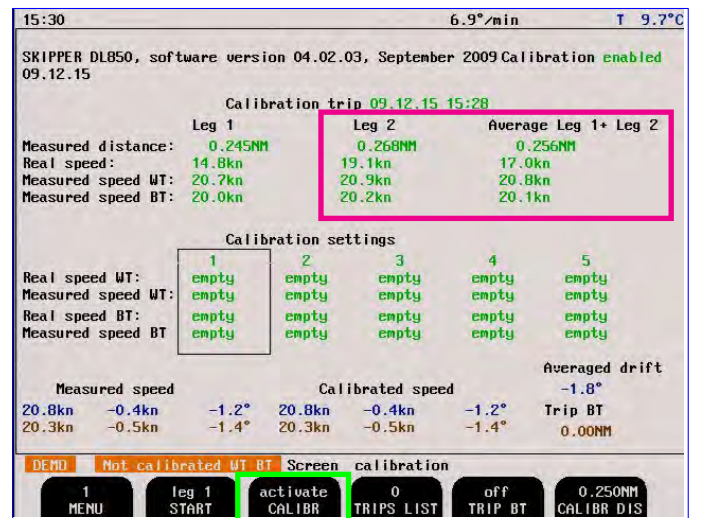 15:30 6.9°/min T 9.7°C
SKIPPER DL850, software version 04.02.03, September 2009 Calibration enabled
09.12.15
Calibration trip 09.12.15 15:28
Leg 1 Leg 2 Average Leg 1+ Leg 2
Measured distance: 0.245NM 0.268NM 0.256NM
Real speed: 14.8kn 19.1kn 17.0kn
Measured speed WT: 20.7kn 20.9kn 20.8kn
Measured speed BT: 20.0kn 20.2kn 20.1kn
Calibration settings
1 2 3 4 5
Real speed WT: empty empty empty empty empty
Measured speed WT: empty empty empty empty empty
Real speed BT: empty empty empty empty empty
Measured speed BT empty empty empty empty empty
Averaged drift
Measured speed Calibrated speed -1.8°
20.8kn -0.4kn -1.2° 20.8kn -0.4kn -1.2° Trip BT
20.3kn -0.5kn -1.4° 20.3kn -0.5kn -1.4° 0.00NM
DEMO Not calibrated WT BT Screen calibration
1 leg 1 activate 0 off 0.250NM
MENU START CALIBR TRIPS LIST TRIP BT CALIBR DIS